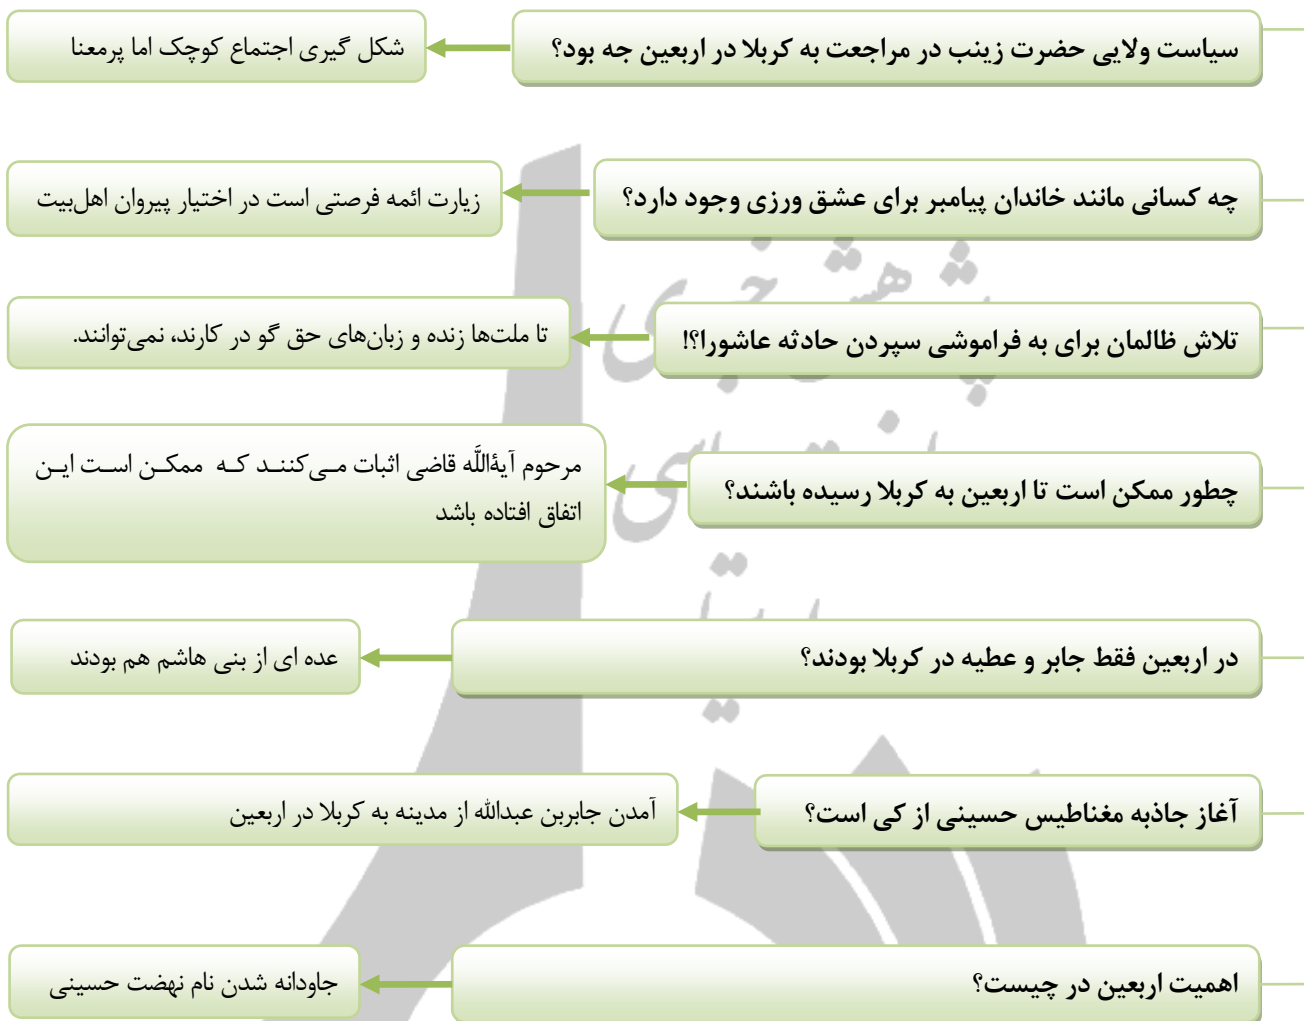 سیاست ولایی حضرت زینب در مراجعت به کربلا در اربعین جه بود؟
شکل گیری اجتماع کوچک اما پرمعنا
چه کسانی مانند خاندان پیامبر برای عشق ورزی وجود دارد؟
زیارت ائمه فرصتی است در اختیار پیروان اهل‌بیت
تلاش ظالمان برای به فراموشی سپردن حادثه عاشورا؟!
تا ملت‌ها زنده و زبان‌های حق گو در کارند، نمی‌توانند.
چطور ممکن است تا اربعین به کربلا رسیده باشند؟
مرحوم آیةاللَّه قاضی اثبات می‌کنند که ممکن است این
اتفاق افتاده باشد
در اربعین فقط جابر و عطیه در کربلا بودند؟
عده ای از بنی هاشم هم بودند
آغاز جاذبه مغناطیس حسینی از کی است؟
آمدن جابربن عبدالله از مدینه به کربلا در اربعین
اهمیت اربعین در چیست؟
جاودانه شدن نام نهضت حسینی